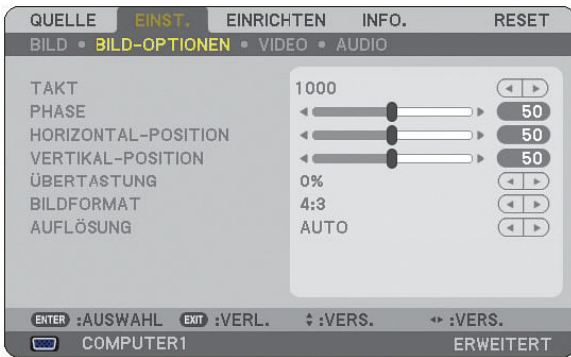 QUELLE EINST. EINRICHTEN INFO. RESET
BILD • BILD-OPTIONEN • VIDEO • AUDIO
TAKT 1000
PHASE 50
HORIZONTAL-POSITION 50
VERTIKAL-POSITION 50
ÜBERTASTUNG 0%
BILDFORMAT 4:3
AUFLÖSUNG AUTO
ENTER :AUSWAHL EXIT :VERL. :VERS. :VERS.
COMPUTER1 ERWEITERT